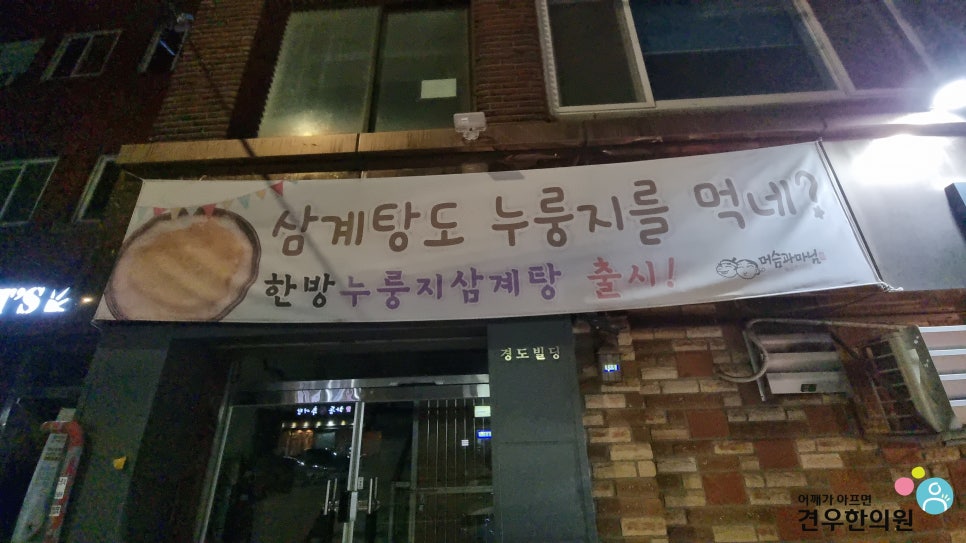 삼계탕도 누룽지를 먹네?
한방누룽지삼계탕 출시!
머슴과마님
T'S
경도빌딩
어깨가 아프면
견우한의원